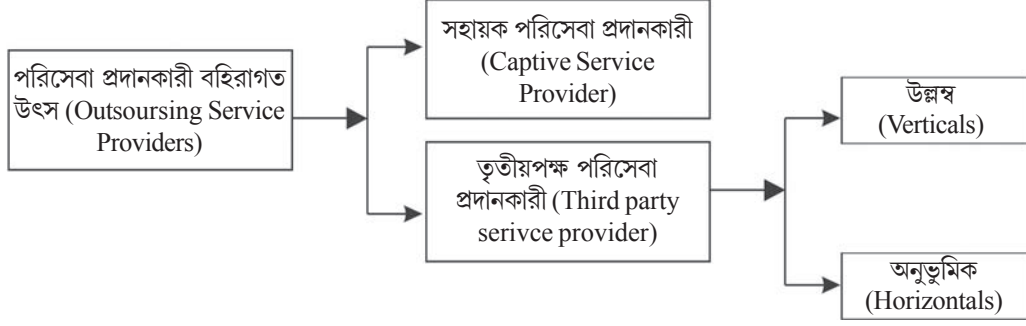 পরিসেবা প্রদানকারী বহিরাগত
উৎস (Outsoursing Service
Providers)
সহায়ক পরিসেবা প্রদানকারী
(Captive Service
Provider)
তৃতীয়পক্ষ পরিসেবা
প্রদানকারী (Third party
serivce provider)
উল্লম্ব
(Verticals)
অনুভুমিক
(Horizontals)